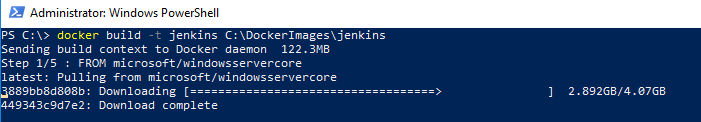 Administrator: Windows PowerShell
PS C:\> docker build -t jenkins C:\DockerImages\jenkins
Sending build context to Docker daemon  122.3MB
Step 1/5 : FROM microsoft/windowsservercore
latest: Pulling from microsoft/windowsservercore
3889bb8d808b: Downloading [===================================>               ]  2.892GB/4.07GB
449343c9d7e2: Download complete